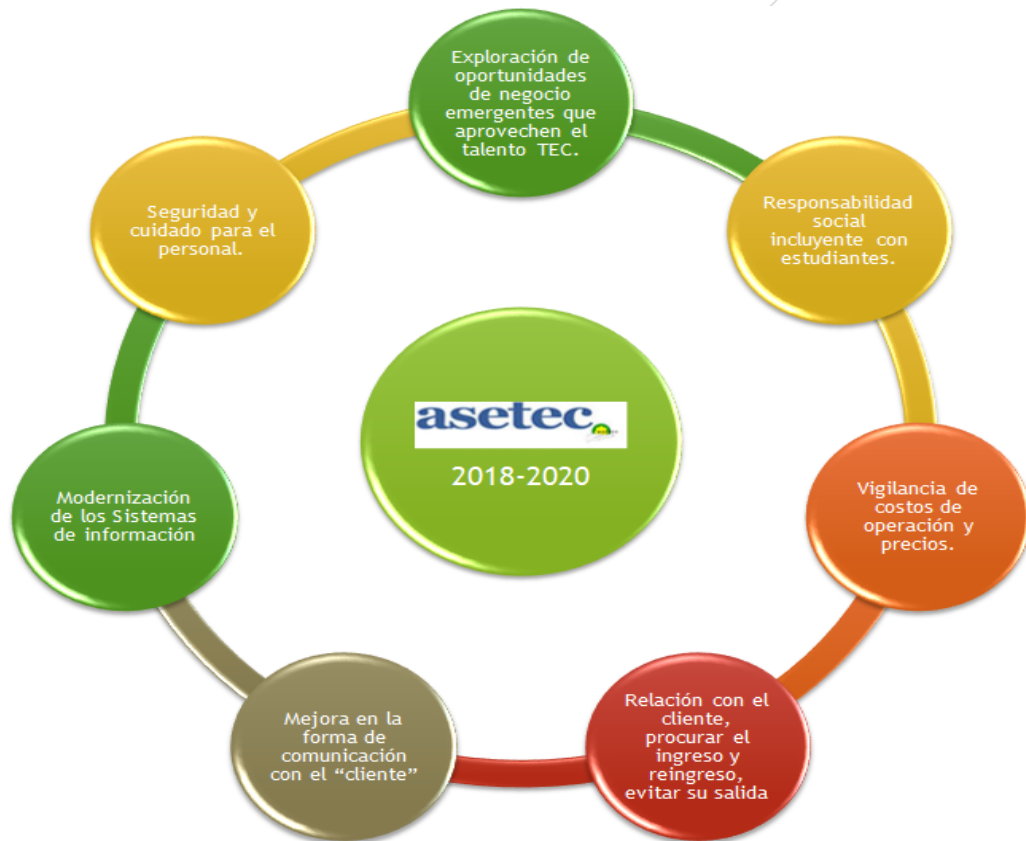 Exploración de
oportunidades
de negocio
emergentes que
aprovechen el
talento TEC.
Responsabilidad
social
incluyente con
estudiantes.
Vigilancia de
costos de
operación y
precios.
Relación con el
cliente,
procurar el
ingreso y
reingreso,
evitar su salida
Mejora en la
forma de
comunicación
con el “cliente”
Modernización
de los Sistemas
de información
Seguridad y
cuidado para el
personal.
asetec
2018-2020